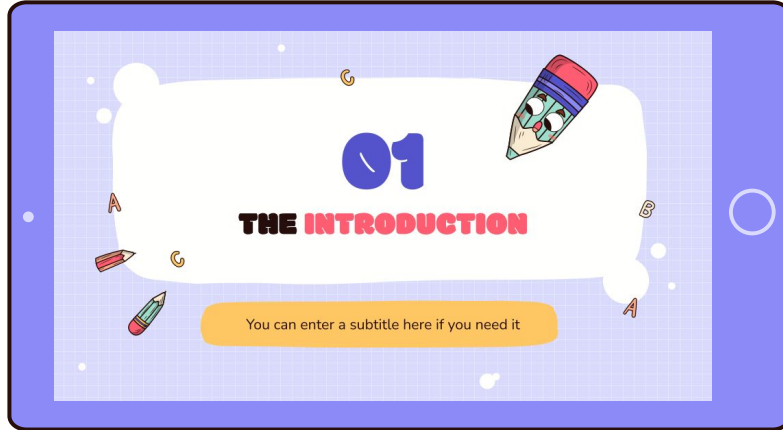 C
01
A
THE INTRODUCTION
B
C
A
You can enter a subtitle here if you need it